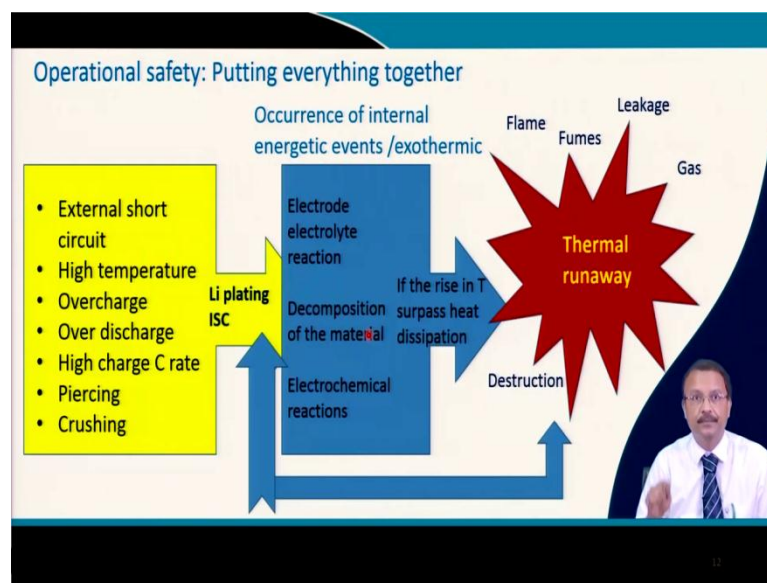 Operational safety: Putting everything together
Occurrence of internal
energetic events /exothermic
• External short
circuit
• High temperature
• Overcharge
• Over discharge
• High charge C rate
• Piercing
• Crushing
Li plating
ISC
Electrode
electrolyte
reaction
Decomposition
of the material
Electrochemical
reactions
If the rise in T
surpass heat
dissipation
Flame
Fumes
Leakage
Gas
Thermal
runaway
Destruction
12